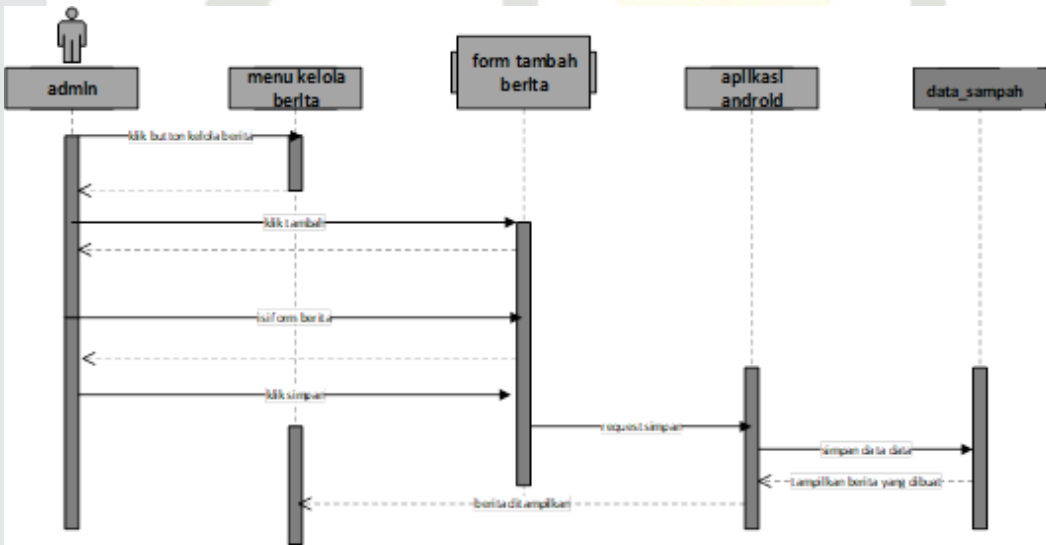 admin
menu kelola
berita
form tambah
berita
aplikasi
android
data_sampah
klik button kelola berita
klik tambah
isi form berita
klik simpan
request simpan
simpan data data
tampilkan berita yang dibuat
berita ditampilkan